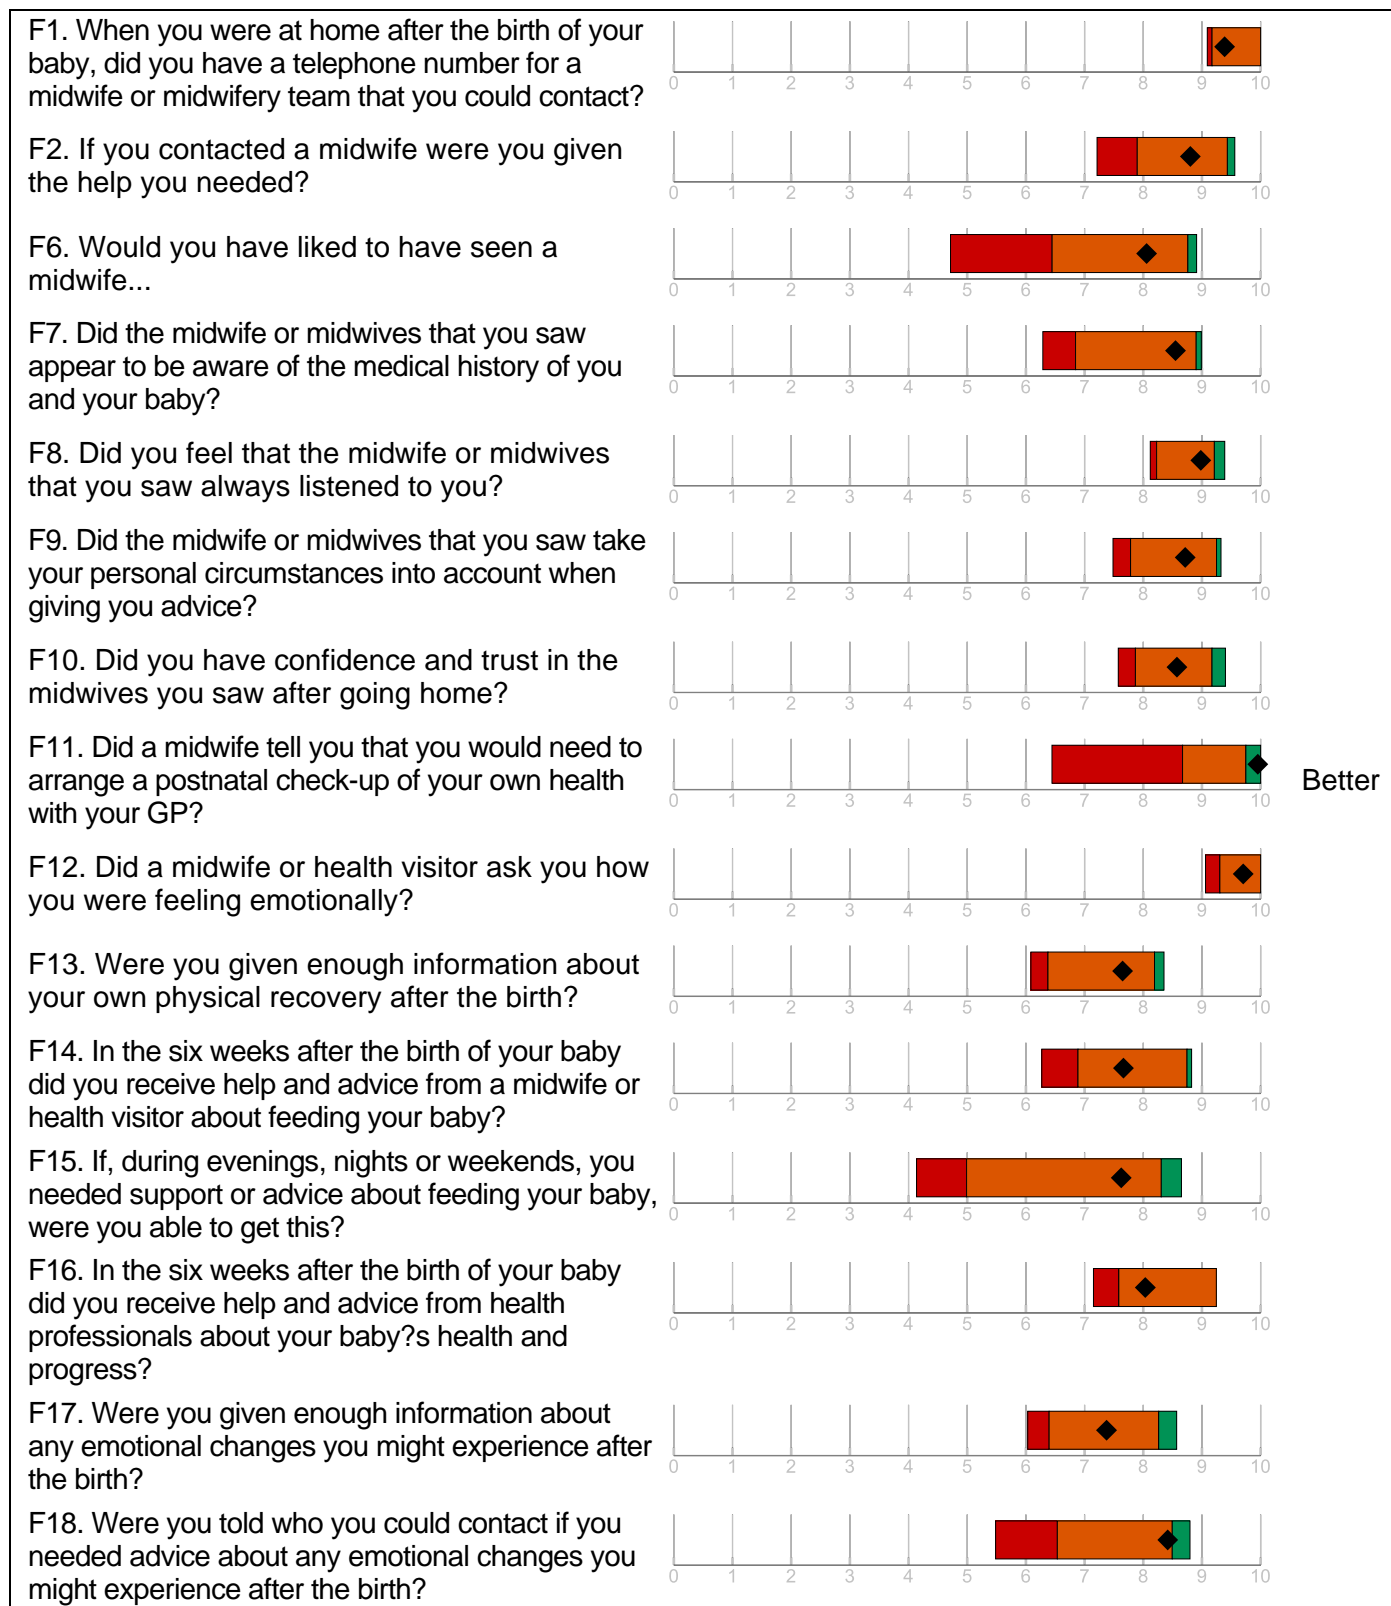 F1. When you were at home after the birth of your
baby, did you have a telephone number for a
midwife or midwifery team that you could contact?
0 1 2 3 4 5 6 7 8 9 10
F2. If you contacted a midwife were you given
the help you needed?
0 1 2 3 4 5 6 7 8 9 10
F6. Would you have liked to have seen a
midwife...
0 1 2 3 4 5 6 7 8 9 10
F7. Did the midwife or midwives that you saw
appear to be aware of the medical history of you
and your baby?
0 1 2 3 4 5 6 7 8 9 10
F8. Did you feel that the midwife or midwives
that you saw always listened to you?
0 1 2 3 4 5 6 7 8 9 10
F9. Did the midwife or midwives that you saw take
your personal circumstances into account when
giving you advice?
0 1 2 3 4 5 6 7 8 9 10
F10. Did you have confidence and trust in the
midwives you saw after going home?
0 1 2 3 4 5 6 7 8 9 10
F11. Did a midwife tell you that you would need to
arrange a postnatal check-up of your own health
with your GP?
0 1 2 3 4 5 6 7 8 9 10
Better
F12. Did a midwife or health visitor ask you how
you were feeling emotionally?
0 1 2 3 4 5 6 7 8 9 10
F13. Were you given enough information about
your own physical recovery after the birth?
0 1 2 3 4 5 6 7 8 9 10
F14. In the six weeks after the birth of your baby
did you receive help and advice from a midwife or
health visitor about feeding your baby?
0 1 2 3 4 5 6 7 8 9 10
F15. If, during evenings, nights or weekends, you
needed support or advice about feeding your baby,
were you able to get this?
0 1 2 3 4 5 6 7 8 9 10
F16. In the six weeks after the birth of your baby
did you receive help and advice from health
professionals about your baby?s health and
progress?
0 1 2 3 4 5 6 7 8 9 10
F17. Were you given enough information about
any emotional changes you might experience after
the birth?
0 1 2 3 4 5 6 7 8 9 10
F18. Were you told who you could contact if you
needed advice about any emotional changes you
might experience after the birth?
0 1 2 3 4 5 6 7 8 9 10